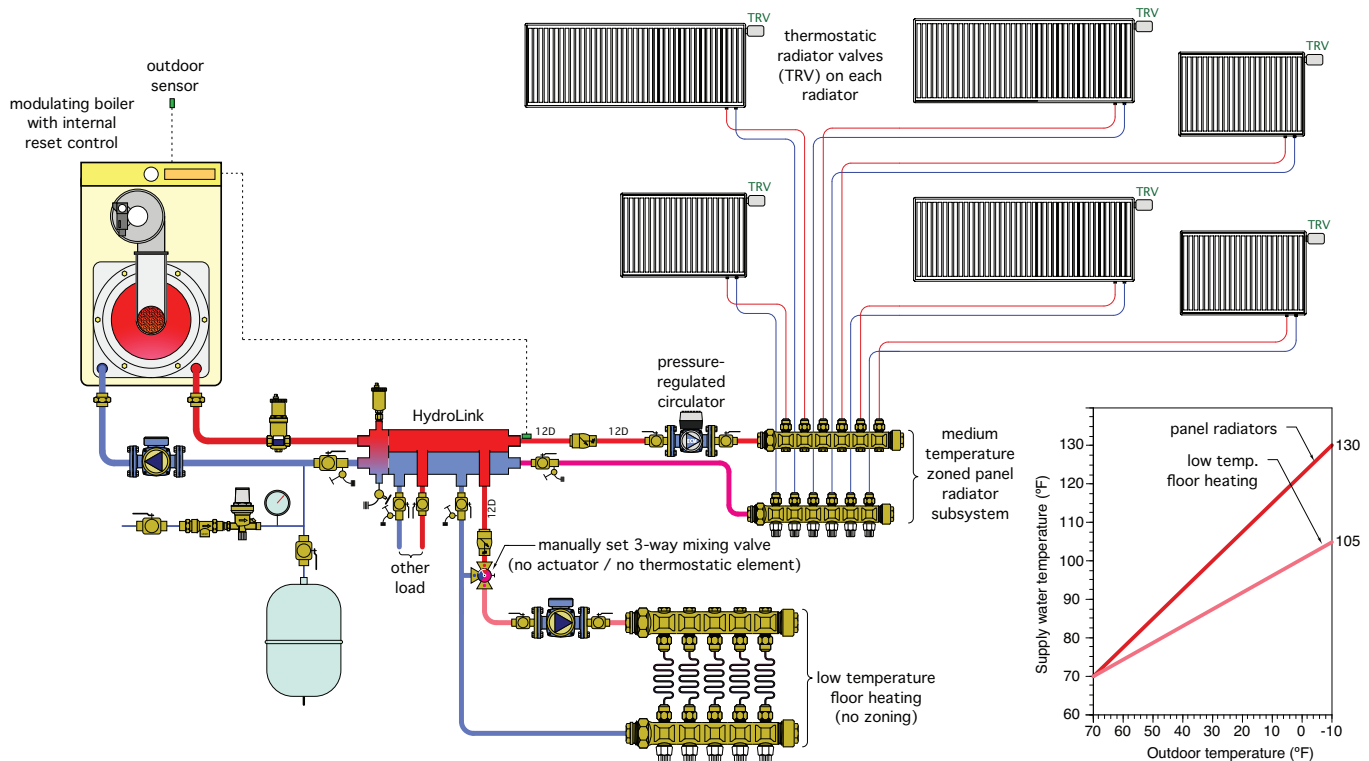 outdoor
sensor
modulating boiler
with internal
reset control
TRV
thermostatic
radiator valves
(TRV) on each
radiator
TRV
TRV
TRV
TRV
TRV
HydroLink
12D
12D
12D
pressure-
regulated
circulator
medium
temperature
zoned panel
radiator
subsystem
other
load
manually set 3-way mixing valve
(no actuator / no thermostatic element)
low temperature
floor heating
(no zoning)
Supply water temperature (°F)
130
120
110
100
90
80
70
60
panel radiators
low temp.
floor heating
130
105
70 60 50 40 30 20 10 0 -10
Outdoor temperature (°F)